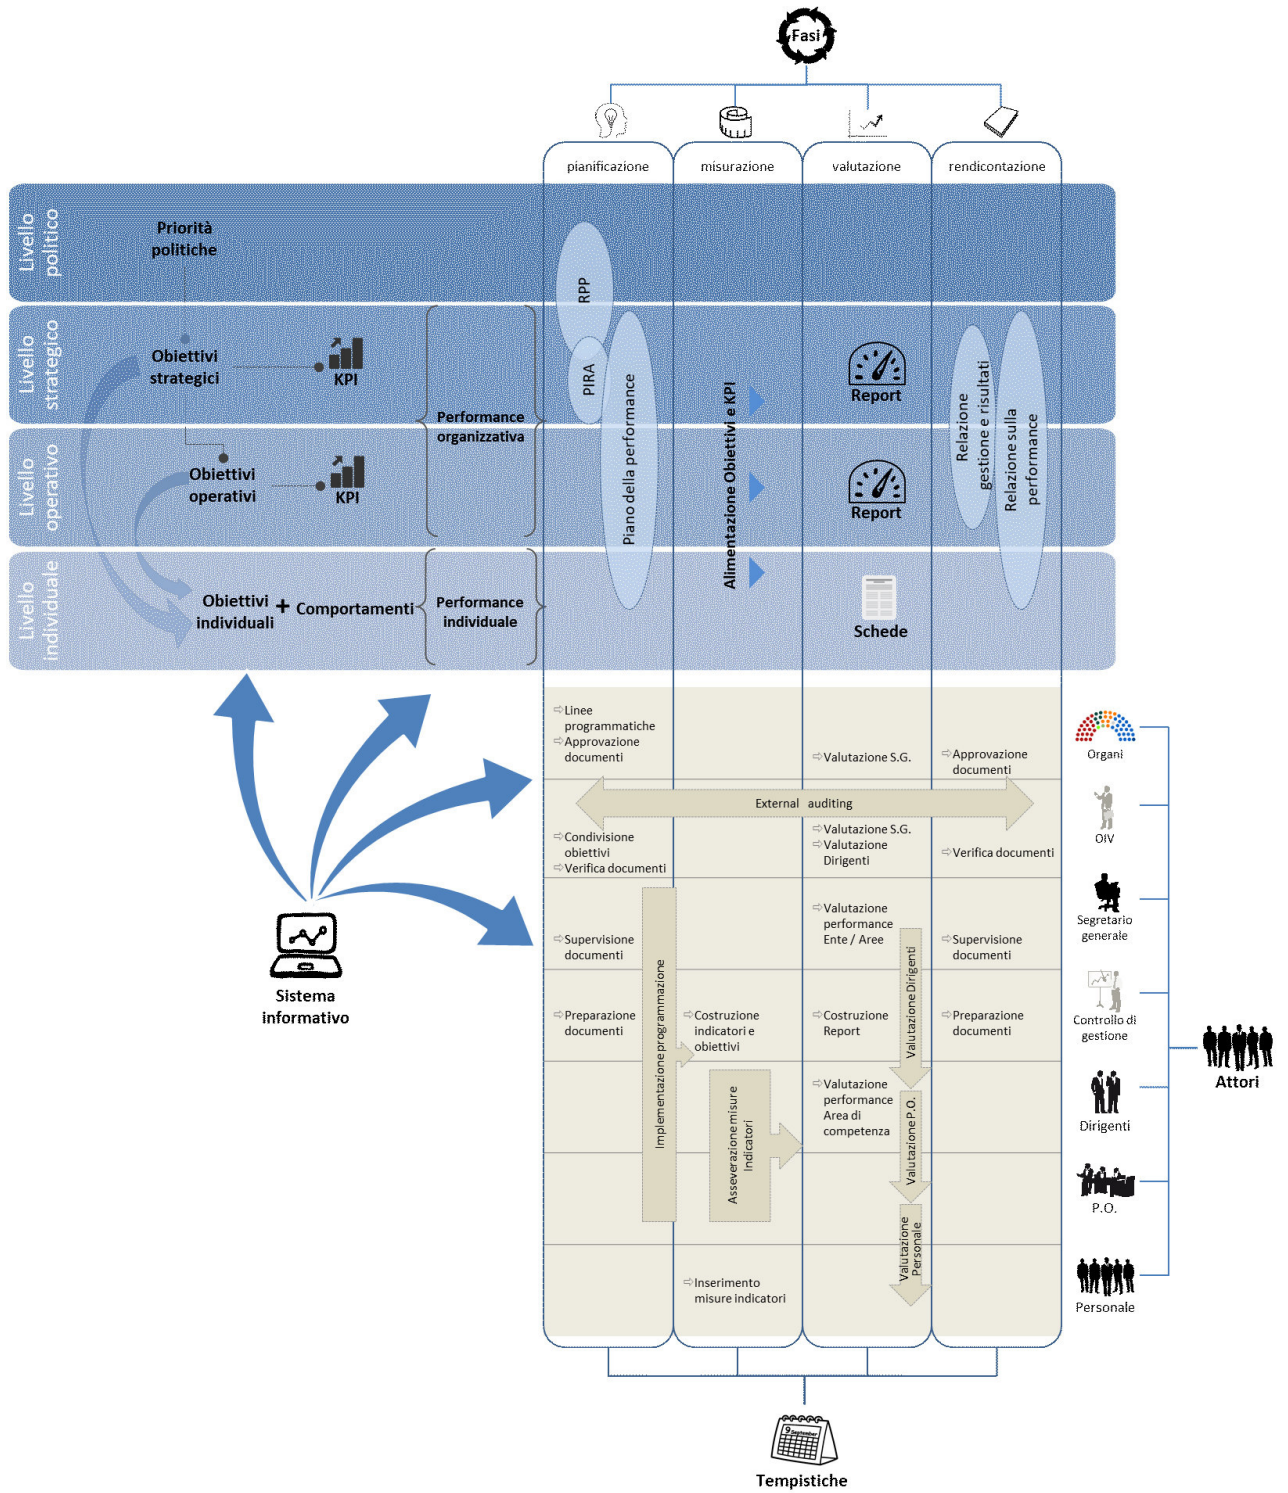 Fasi
pianificazione
misurazione
valutazione
rendicontazione
Livello
politico
Priorità
politiche
RPP
Livello
strategico
Obiettivi
strategici
KPI
PIRA
Report
Performance
organizzativa
Piano della performance
Alimentazione Obiettivi e KPI
Relazione
gestione e risultati
Relazione sulla
performance
Livello
operativo
Obiettivi
operativi
KPI
Report
Livello
individuale
Obiettivi
individuali
+
Comportamenti
Performance
individuale
Schede
⇨Linee
programmatiche
⇨Approvazione
documenti
⇨Valutazione S.G.
⇨Approvazione
documenti
Organi
External auditing
⇨Condivisione
obiettivi
⇨Verifica documenti
⇨Valutazione S.G.
⇨Valutazione
Dirigenti
⇨Verifica documenti
OIV
⇨Supervisione
documenti
⇨Valutazione
performance
Ente / Aree
⇨Supervisione
documenti
Segretario
generale
Implementazione programmazione
Valutazione Dirigenti
⇨Preparazione
documenti
⇨Costruzione
indicatori e
obiettivi
⇨Costruzione
Report
⇨Preparazione
documenti
Controllo di
gestione
Asseverazione misure
Indicatori
⇨Valutazione
performance
Area di
competenza
Valutazione P.O.
Dirigenti
P.O.
Valutazione
Personale
⇨Inserimento
misure indicatori
Personale
Attori
Sistema
informativo
9 September
Tempistiche